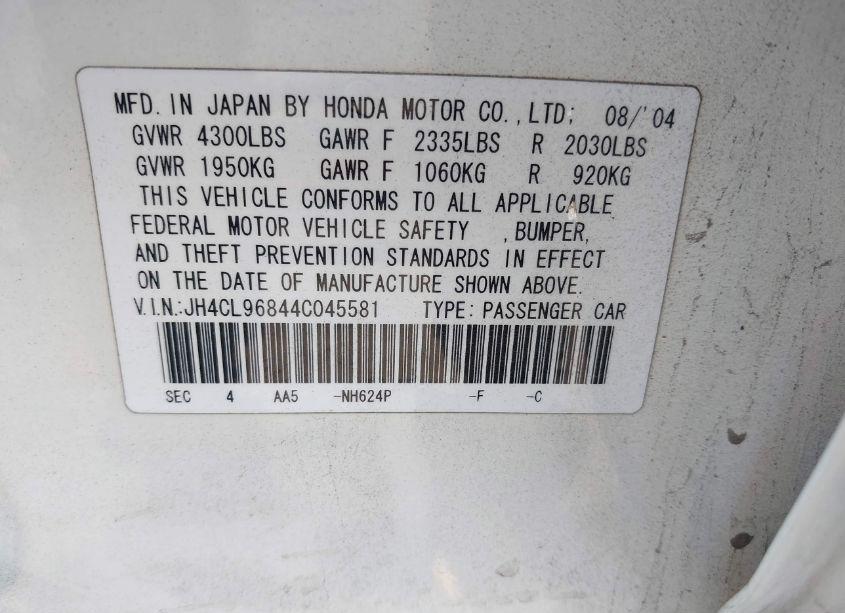 MFD. IN JAPAN BY HONDA MOTOR CO., LTD; 08/'04
GVWR 4300LBS GAWR F 2335LBS R 2030LBS
GVWR 1950KG GAWR F 1060KG R 920KG
THIS VEHICLE CONFORMS TO ALL APPLICABLE
FEDERAL MOTOR VEHICLE SAFETY , BUMPER,
AND THEFT PREVENTION STANDARDS IN EFFECT
ON THE DATE OF MANUFACTURE SHOWN ABOVE.
V.I.N.:JH4CL96844C045581 TYPE: PASSENGER CAR
SEC 4 AA5 -NH624P -F -C